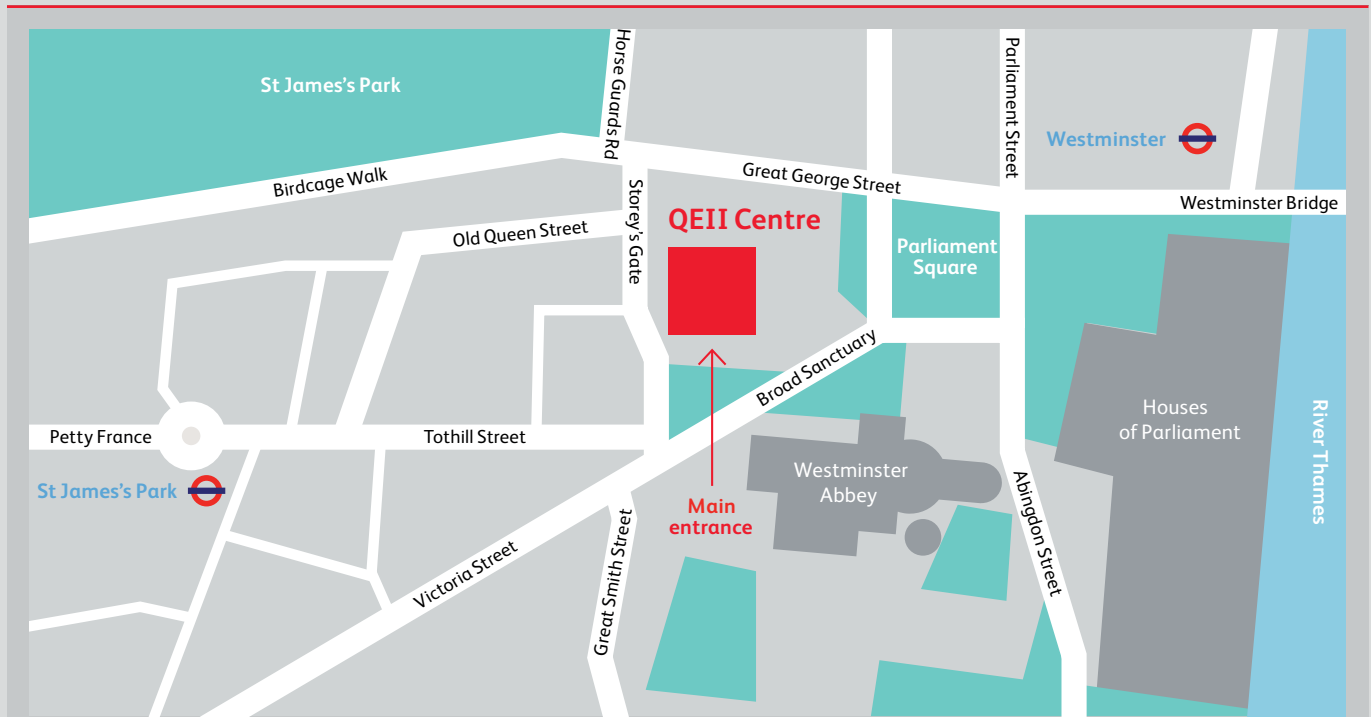 St James's Park
Horse Guards Rd
Parliament Street
Westminster
Birdcage Walk
Great George Street
Westminster Bridge
Storey's Gate
QEII Centre
Old Queen Street
Parliament
Square
Broad Sanctuary
Houses
of Parliament
River Thames
Petty France
Tothill Street
St James's Park
Westminster
Abbey
Main
entrance
Abingdon Street
Victoria Street
Great Smith Street